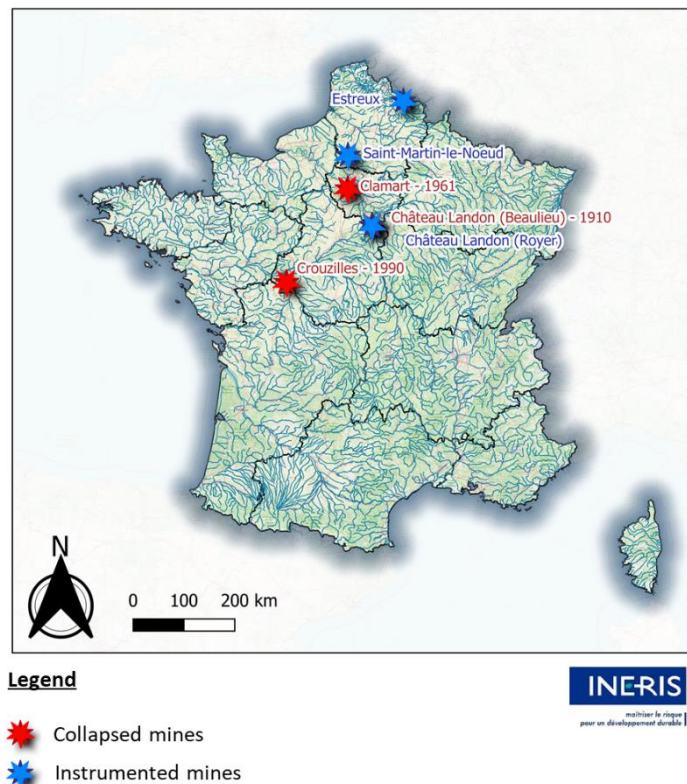 Estreux
Saint-Martin-le-Noeud
Clamart - 1961
Château Landon (Beaulieu) - 1910
Château Landon (Royer)
Crouzilles - 1990
N
0 100 200 km
Legend
INERIS
maîtriser le risque
pour un développement durable
Collapsed mines
Instrumented mines